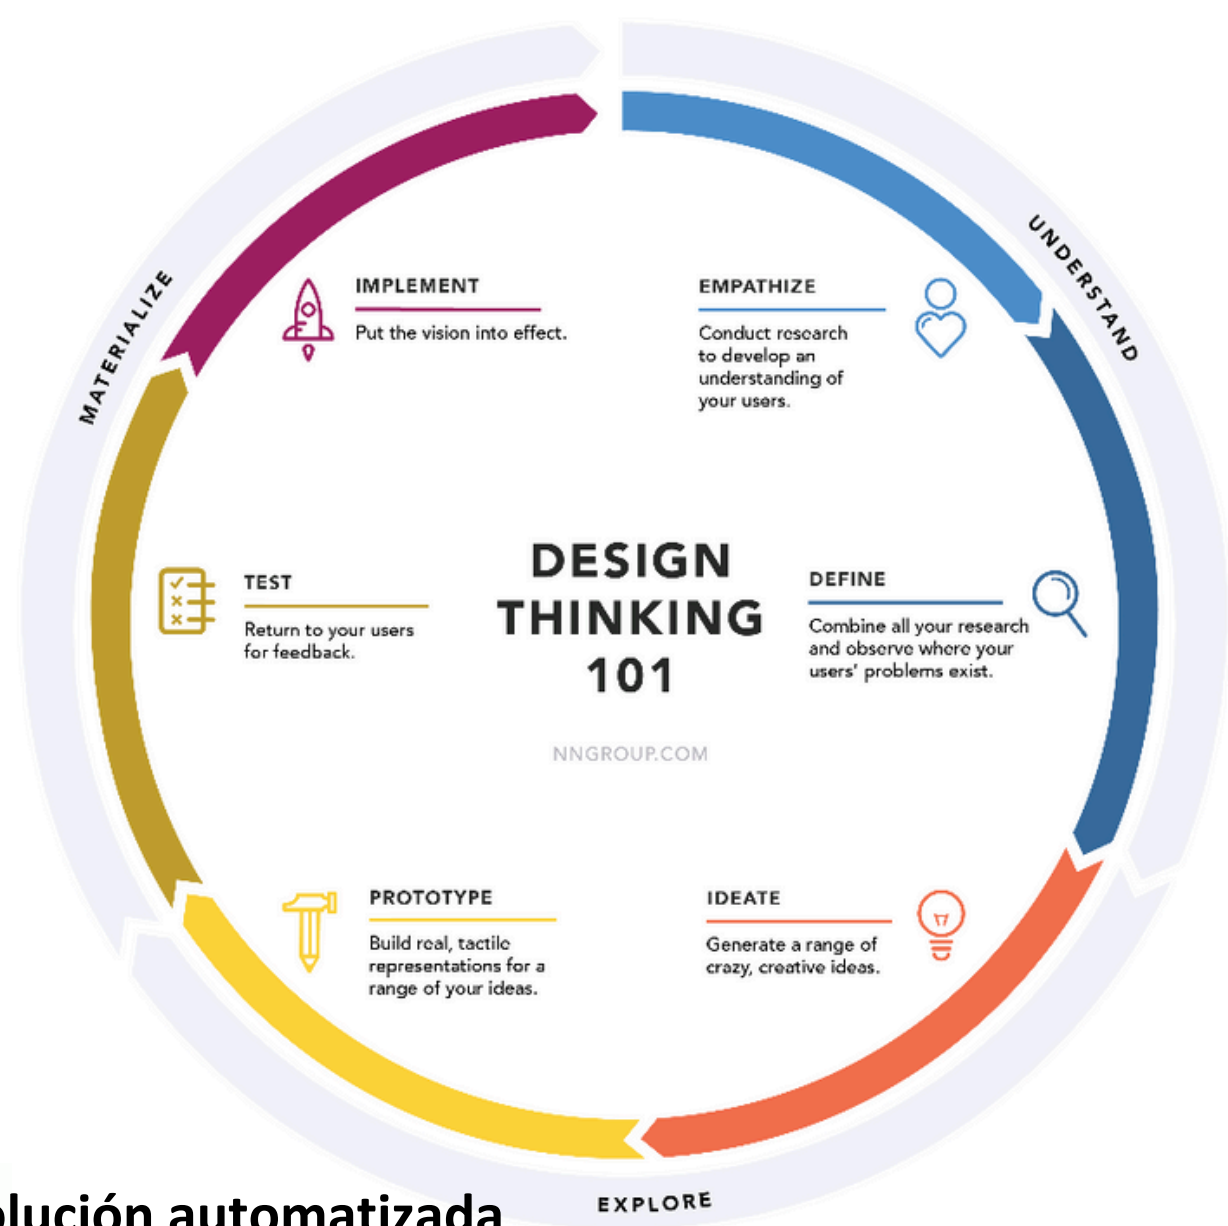 UNDERSTAND
EMPATHIZE
Conduct research
to develop an
understanding of
your users.
DEFINE
Combine all your research
and observe where your
users' problems exist.
IDEATE
Generate a range of
crazy, creative ideas.
EXPLORE
PROTOTYPE
Build real, tactile
representations for a
range of your ideas.
TEST
Return to your users
for feedback.
MATERIALIZE
IMPLEMENT
Put the vision into effect.
DESIGN
THINKING
101
NNGROUP.COM
automatizada